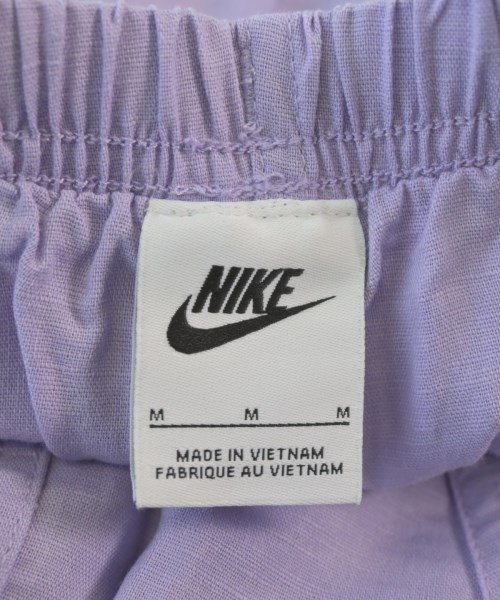 NIKE
M M M
MADE IN VIETNAM
FABRIQUE AU VIETNAM